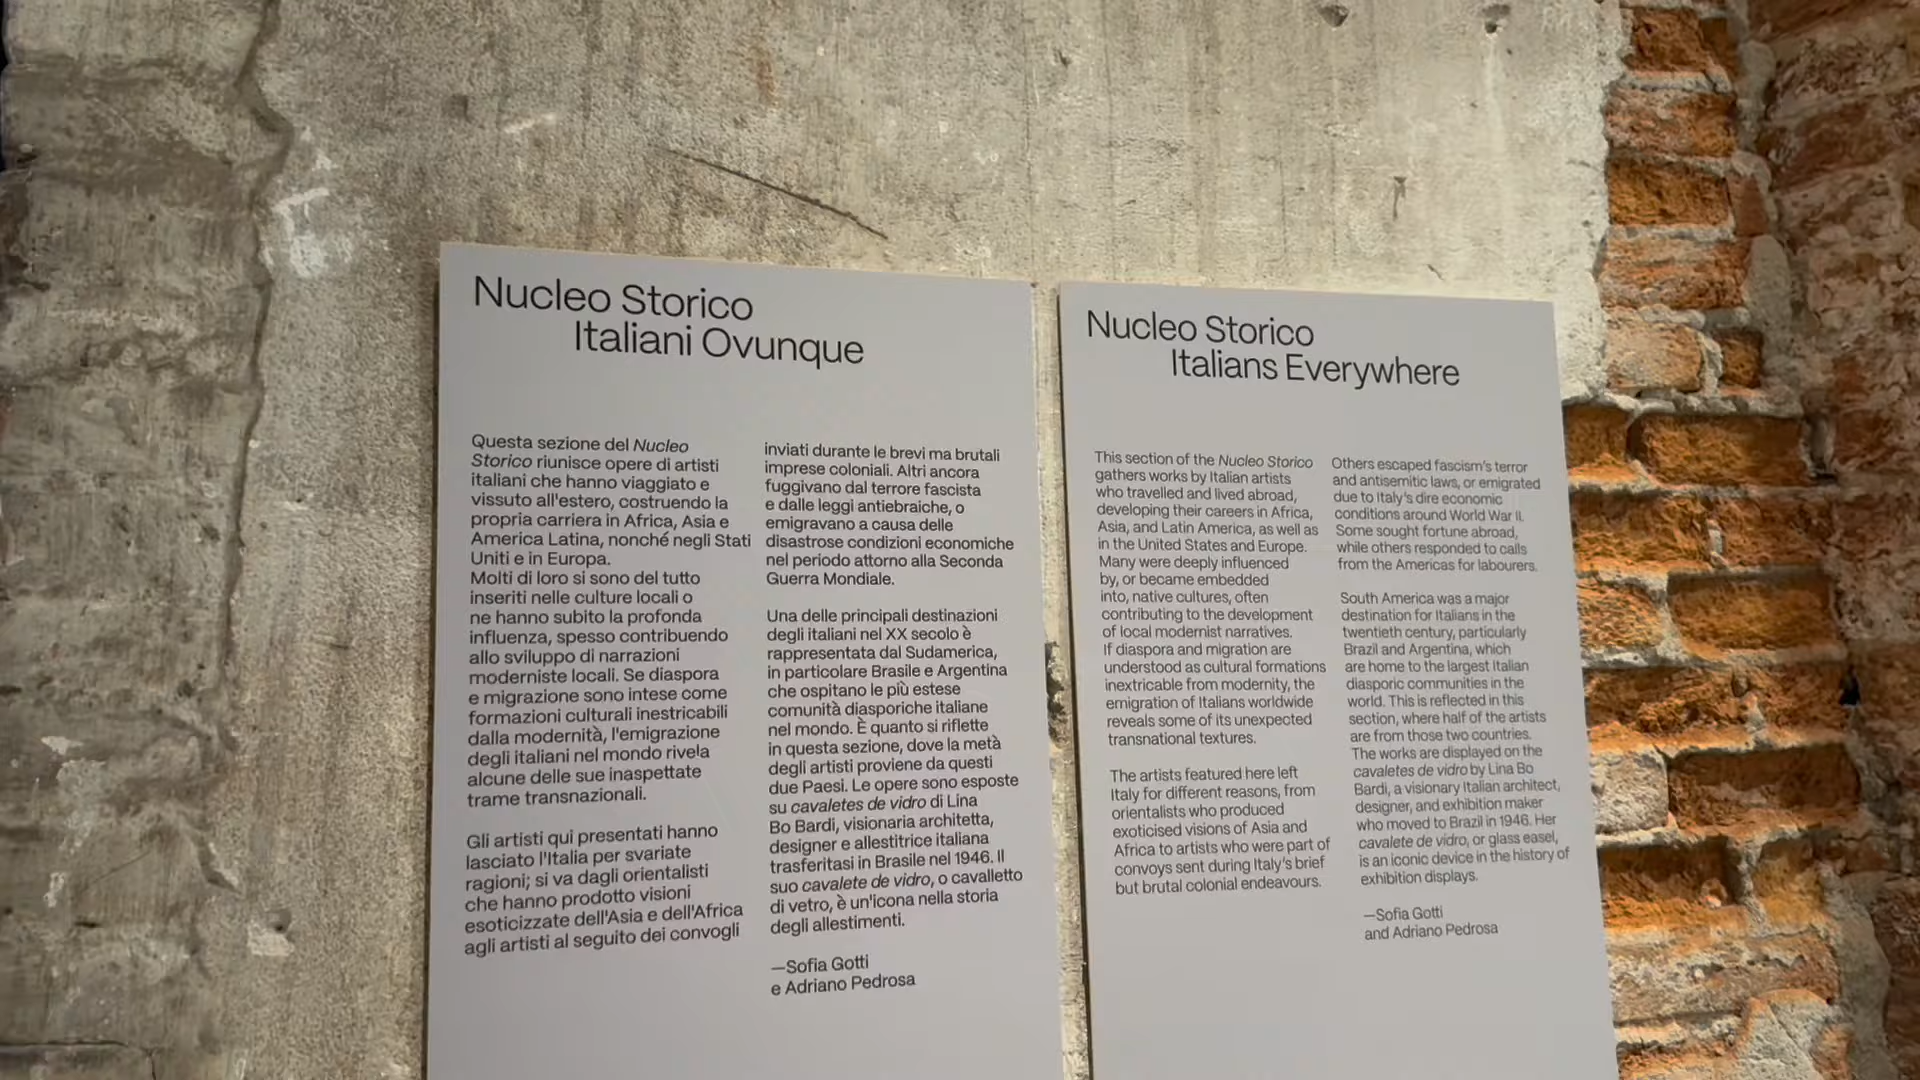 Nucleo Storico
Italiani Ovunque
Questa sezione del Nucleo
Storico riunisce opere di artisti
italiani che hanno viaggiato e
vissuto all'estero, costruendo la
propria carriera in Africa, Asia e
America Latina, nonché negli Stati
Uniti e in Europa.
Molti di loro si sono del tutto
inseriti nelle culture locali o
ne hanno subito la profonda
influenza, spesso contribuendo
allo sviluppo di narrazioni
moderniste locali. Se diaspora
e migrazione sono intese come
formazioni culturali inestricabili
dalla modernità, l'emigrazione
degli italiani nel mondo rivela
alcune delle sue inaspettate
trame transnazionali.
Gli artisti qui presentati hanno
lasciato l'Italia per svariate
ragioni; si va dagli orientalisti
che hanno prodotto visioni
esoticizzate dell'Asia e dell'Africa
agli artisti al seguito dei convogli
inviati durante le brevi ma brutali
imprese coloniali. Altri ancora
fuggivano dal terrore fascista
e dalle leggi antiebraiche, o
emigravano a causa delle
disastrose condizioni economiche
nel periodo attorno alla Seconda
Guerra Mondiale.
Una delle principali destinazioni
degli italiani nel XX secolo è
rappresentata dal Sudamerica,
in particolare Brasile e Argentina
che ospitano le più estese
comunità diasporiche italiane
nel mondo. È quanto si riflette
in questa sezione, dove la metà
degli artisti proviene da questi
due Paesi. Le opere sono esposte
su cavaletes de vidro di Lina
Bo Bardi, visionaria architetta,
designer e allestitrice italiana
trasferitasi in Brasile nel 1946. Il
suo cavalete de vidro, o cavalletto
di vetro, è un'icona nella storia
degli allestimenti.
—Sofia Gotti
e Adriano Pedrosa
Nucleo Storico
Italians Everywhere
This section of the Nucleo Storico
gathers works by Italian artists
who travelled and lived abroad,
developing their careers in Africa,
Asia, and Latin America, as well as
in the United States and Europe.
Many were deeply influenced
by, or became embedded
into, native cultures, often
contributing to the development
of local modernist narratives.
If diaspora and migration are
understood as cultural formations
inextricable from modernity, the
emigration of Italians worldwide
reveals some of its unexpected
transnational textures.
The artists featured here left
Italy for different reasons, from
orientalists who produced
exoticised visions of Asia and
Africa to artists who were part of
convoys sent during Italy's brief
but brutal colonial endeavours.
Others escaped fascism's terror
and antisemitic laws, or emigrated
due to Italy's dire economic
conditions around World War II.
Some sought fortune abroad,
while others responded to calls
from the Americas for labourers.
South America was a major
destination for Italians in the
twentieth century, particularly
Brazil and Argentina, which
are home to the largest Italian
diasporic communities in the
world. This is reflected in this
section, where half of the artists
are from those two countries.
The works are displayed on the
cavaletes de vidro by Lina Bo
Bardi, a visionary Italian architect,
designer, and exhibition maker
who moved to Brazil in 1946. Her
cavalete de vidro, or glass easel,
is an iconic device in the history of
exhibition displays.
—Sofia Gotti
and Adriano Pedrosa